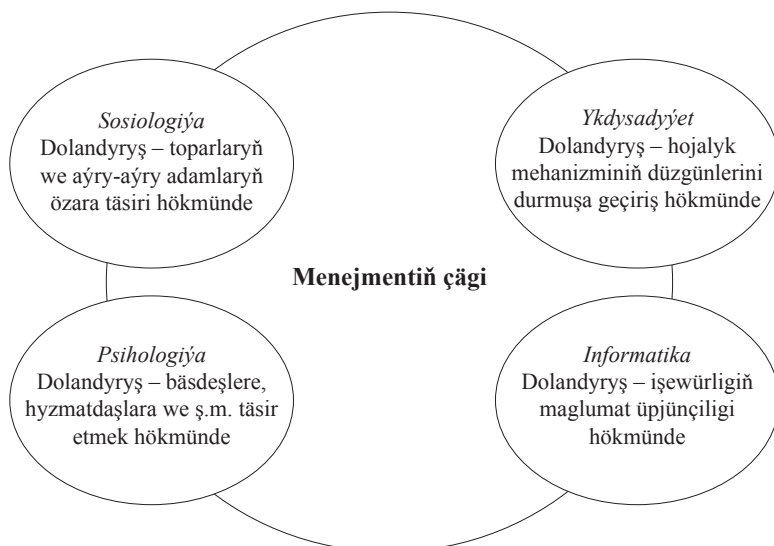 Sosiologiýa
Dolandyryş – toparlaryň
we aýry-aýry adamlaryň
özara täsiri hökmünde
Ykdysadyýet
Dolandyryş – hojalyk
mehanizminiň düzgünlerini
durmuşa geçiriş hökmünde
Menejmentiň çägi
Psihologiýa
Dolandyryş – bäsdeşlere,
hyzmatdaşlara we ş.m. täsir
etmek hökmünde
Informatika
Dolandyryş – işewürligiň
maglumat üpjünçiligi
hökmünde